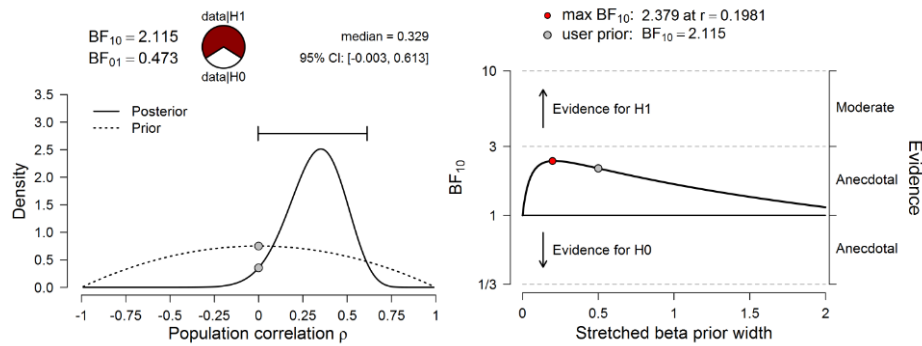 BF₁₀ = 2.115
BF₀₁ = 0.473
data|H1
data|H0
median = 0.329
95% CI: [-0.003, 0.613]
Posterior
Prior
Density
3.5
3.0
2.5
2.0
1.5
1.0
0.5
0.0
-1 -0.75 -0.5 -0.25 0 0.25 0.5 0.75 1
Population correlation ρ
max BF₁₀: 2.379 at r = 0.1981
user prior: BF₁₀ = 2.115
Evidence for H1
Evidence for H0
BF₁₀
10
3
1
1/3
Moderate
Anecdotal
Anecdotal
Evidence
0 0.5 1 1.5 2
Stretched beta prior width